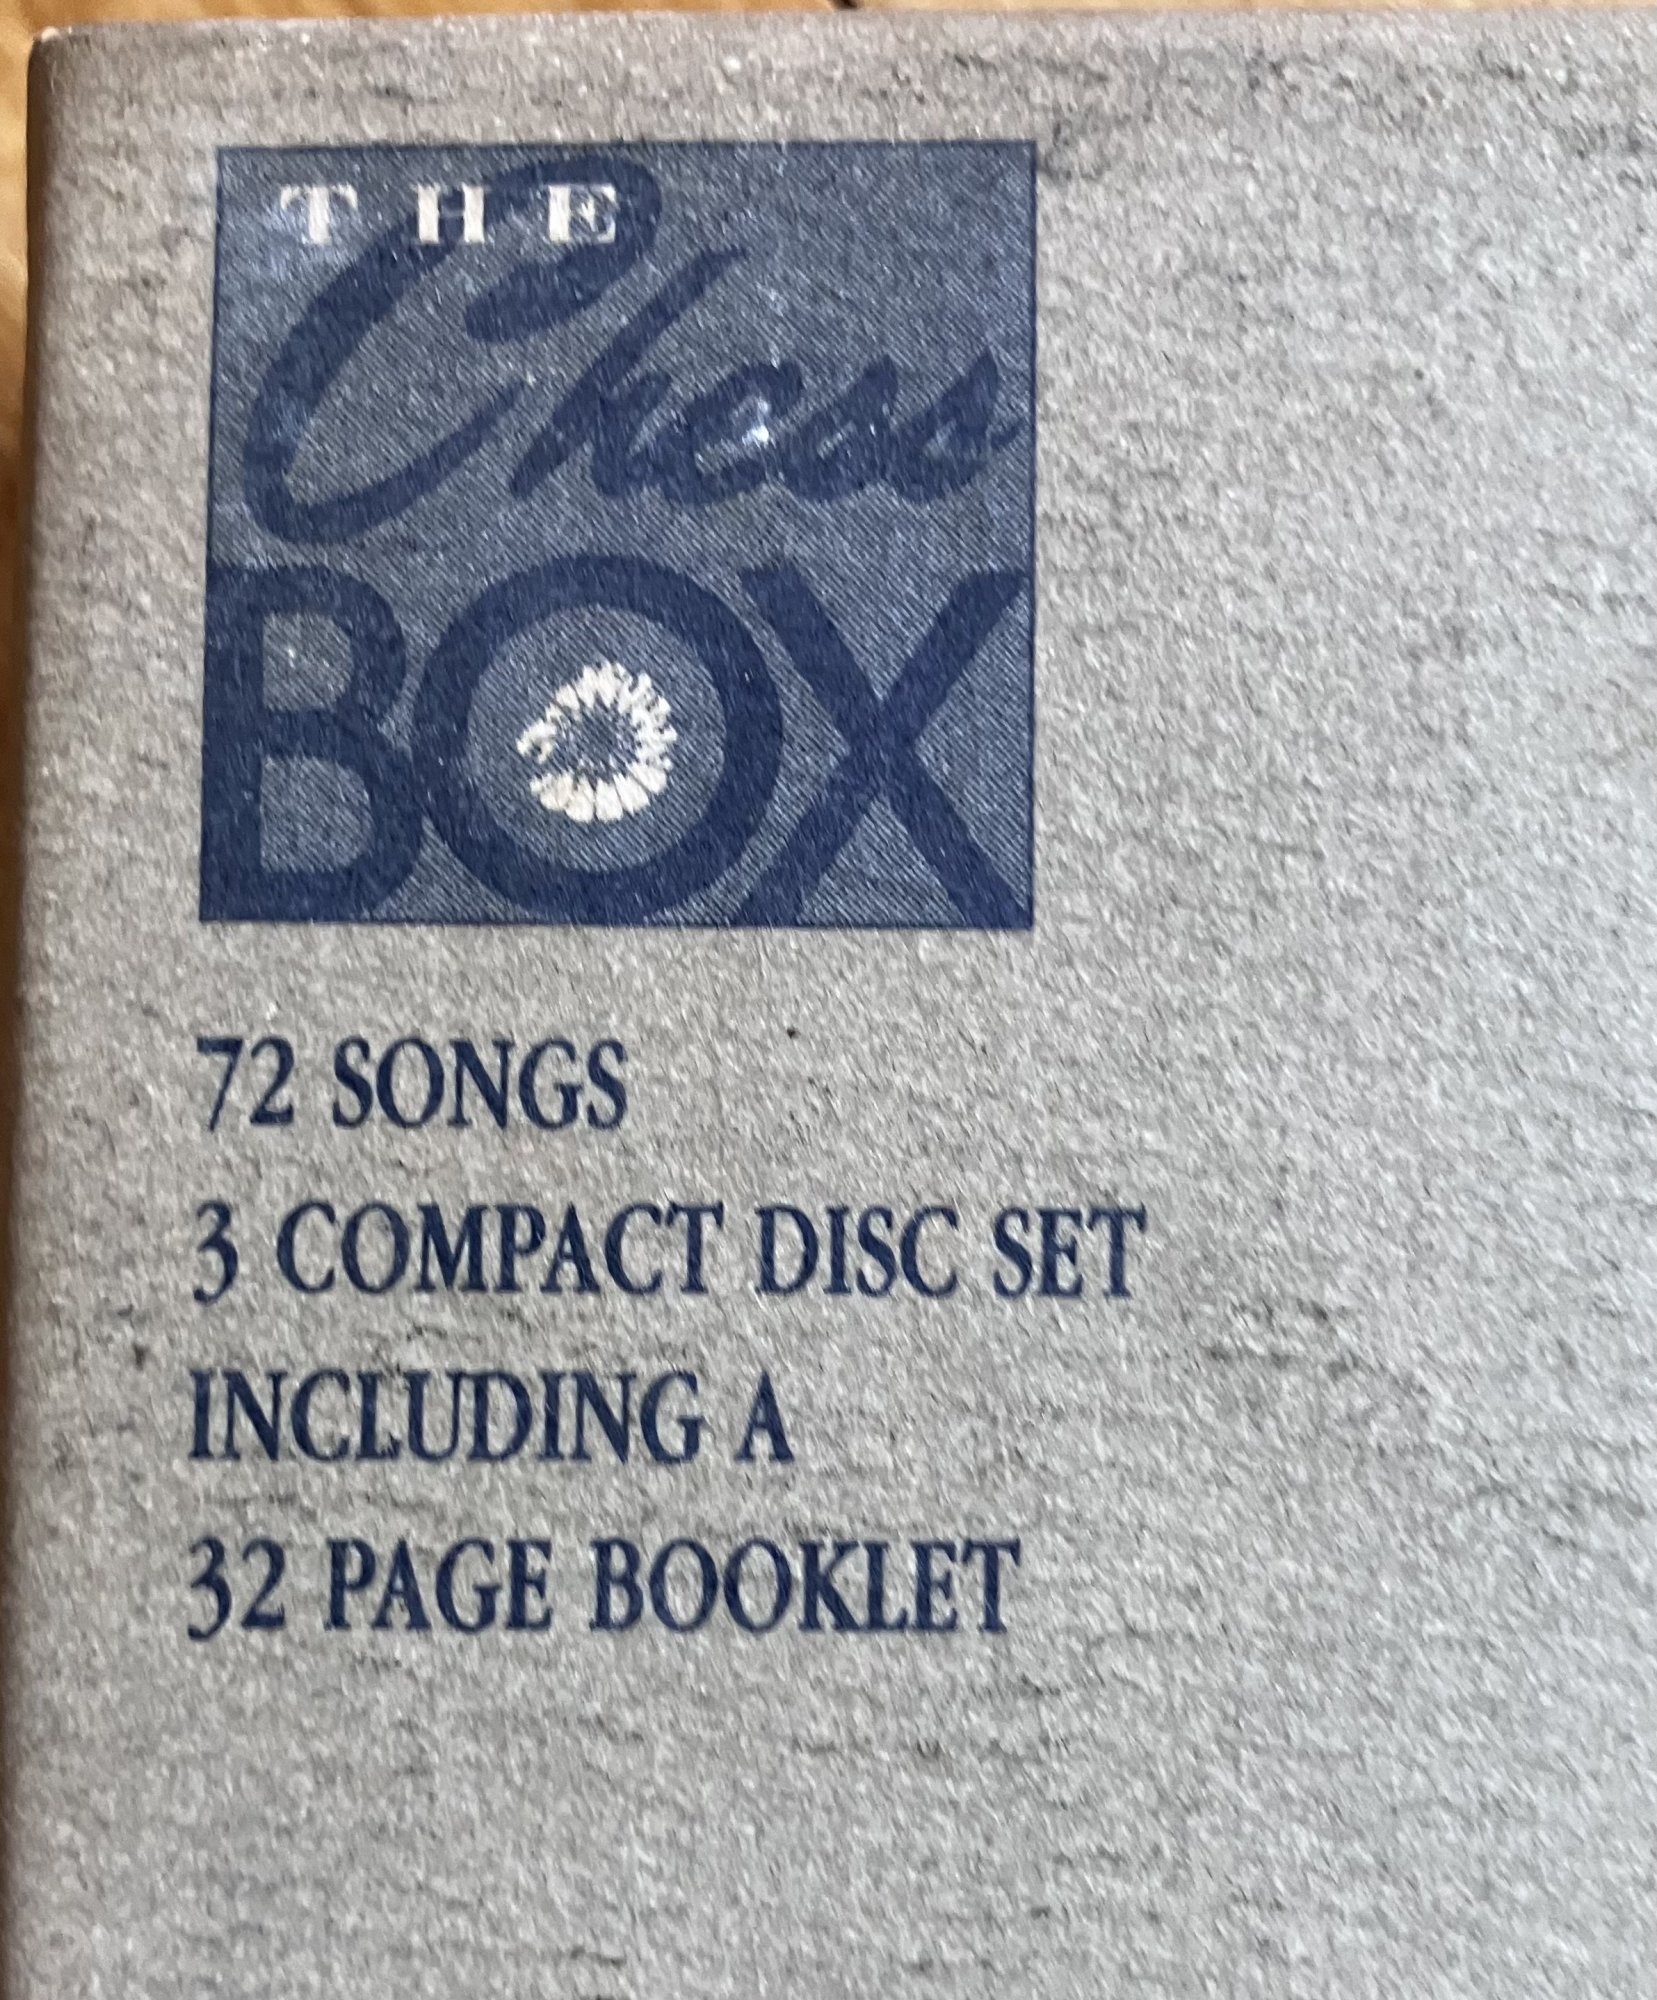 THE
Chess
BOX
72 SONGS
3 COMPACT DISC SET
INCLUDING A
32 PAGE BOOKLET